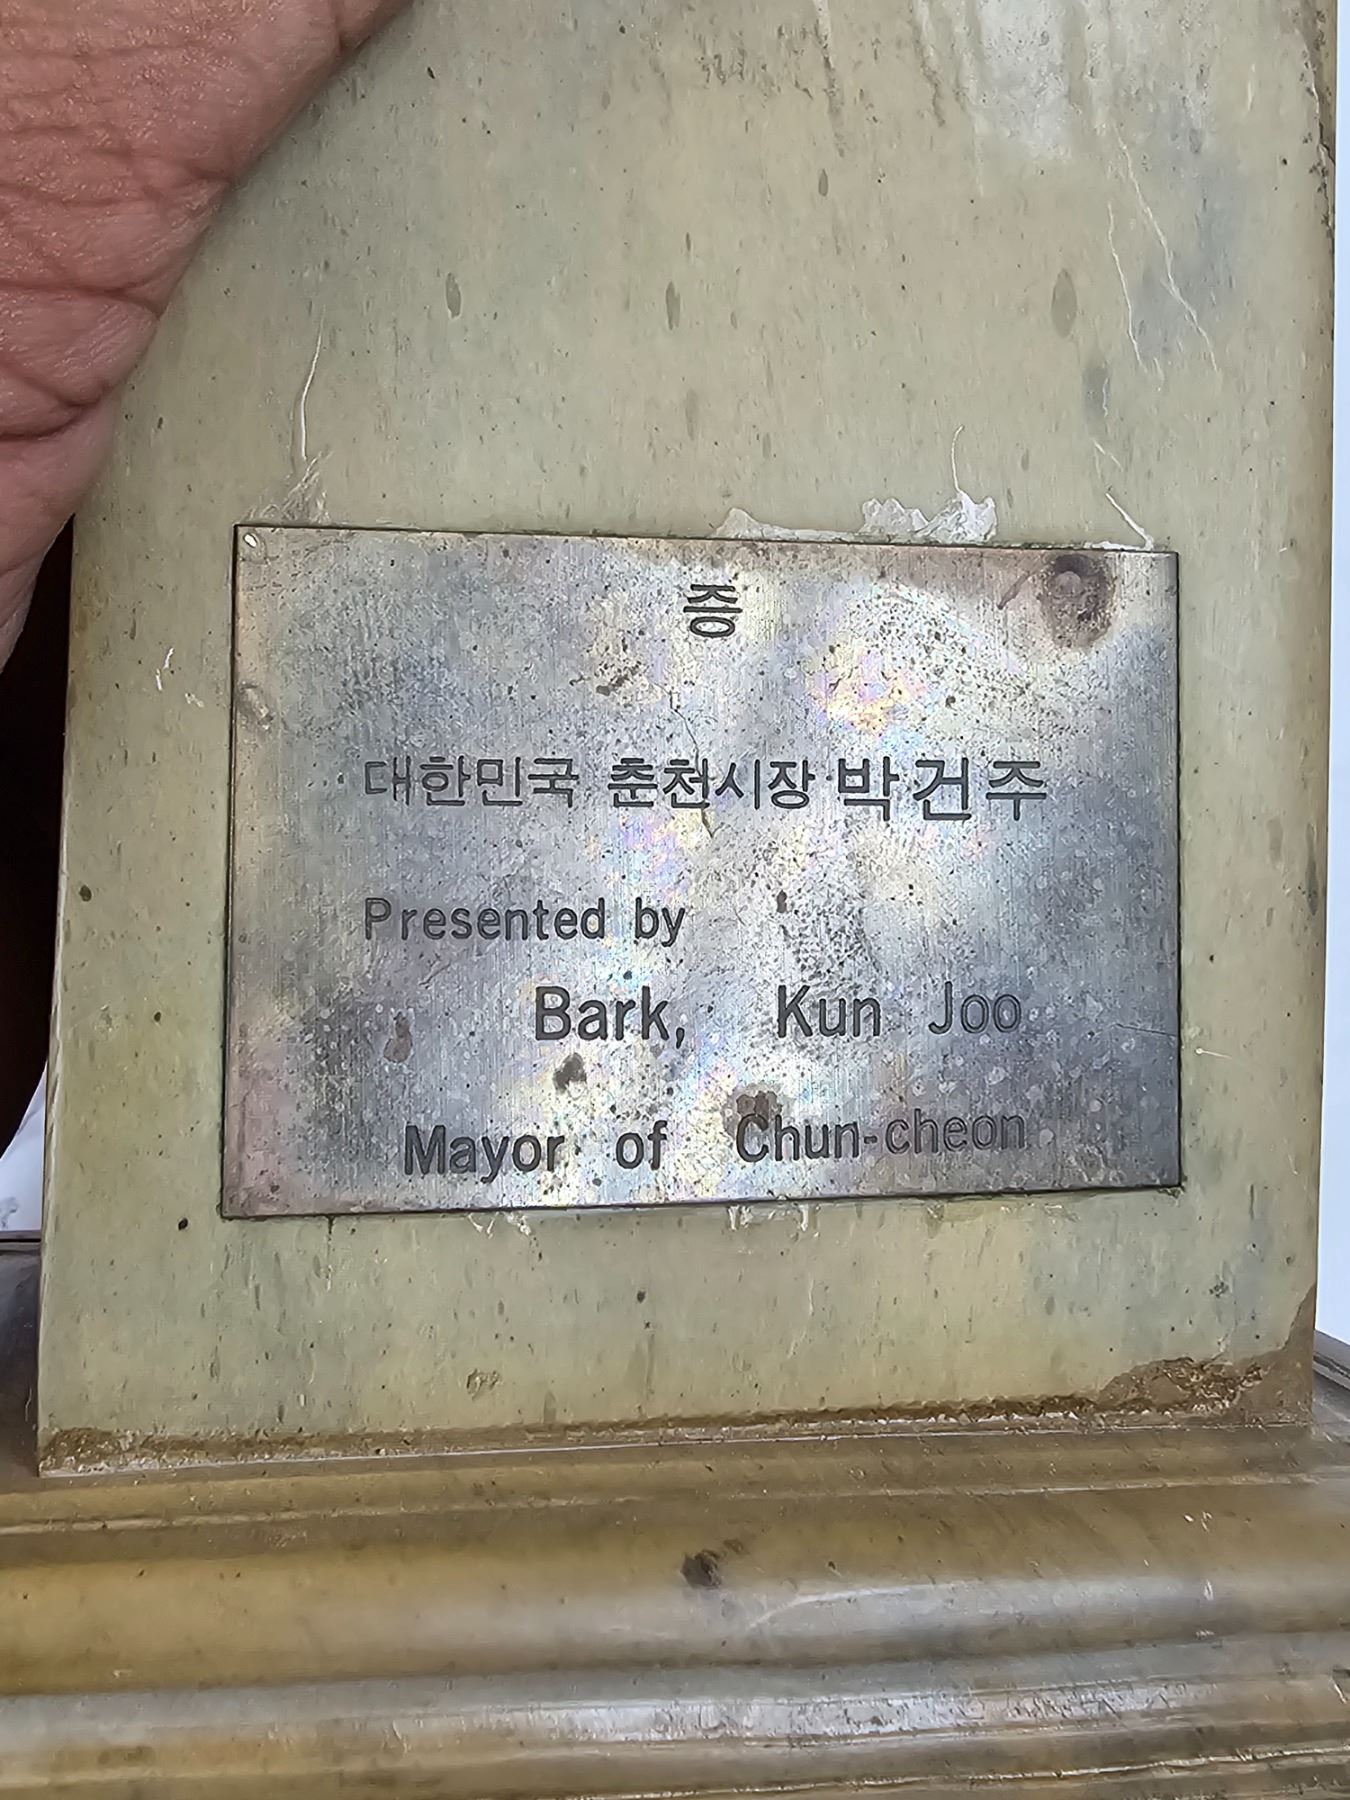 증
대한민국 춘천시장 박건주
Presented by
Bark, Kun Joo
Mayor of Chun-cheon